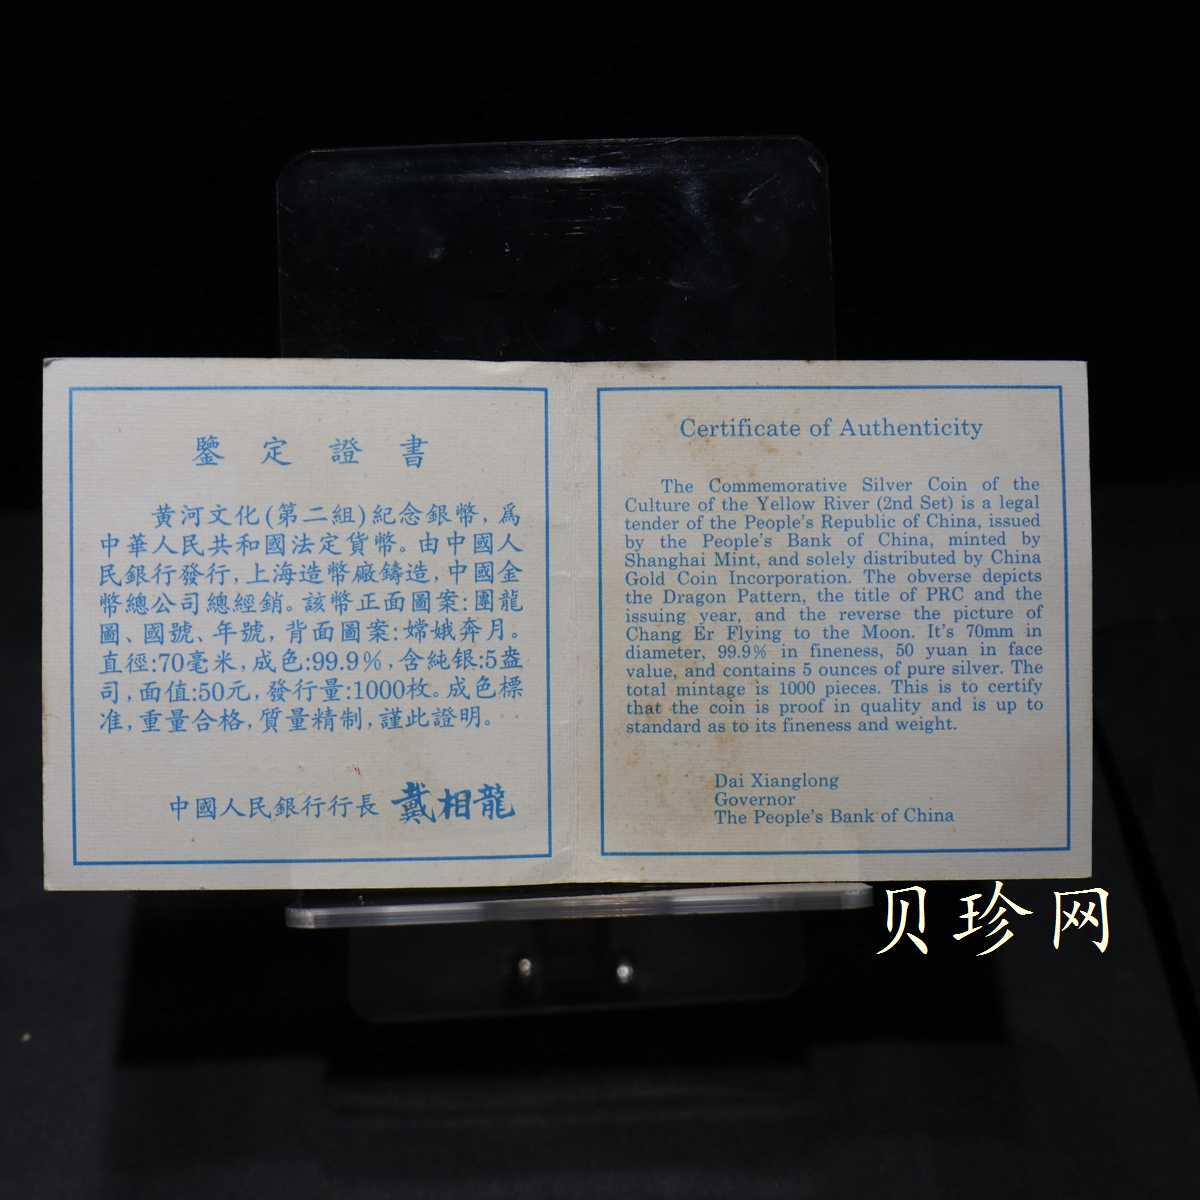 鑒定證書
黄河文化(第二組)紀念銀幣,爲
中華人民共和國法定貨幣。由中國人
民銀行發行,上海造幣廠鑄造,中國金
幣總公司總經銷。該幣正面圖案:團龍
圖、國號、年號,背面圖案:嫦娥奔月。
直徑:70毫米,成色:99.9%,含純银:5盎
司,面值:50元,發行量:1000枚。成色標
准,重量合格,質量精制,謹此證明。
中國人民銀行行長 戴相龍
Certificate of Authenticity
The Commemorative Silver Coin of the
Culture of the Yellow River (2nd Set) is a legal
tender of the People's Republic of China, issued
by the People's Bank of China, minted by
Shanghai Mint, and solely distributed by China
Gold Coin Incorporation. The obverse depicts
the Dragon Pattern, the title of PRC and the
issuing year, and the reverse the picture of
Chang Er Flying to the Moon. It's 70mm in
diameter, 99.9% in fineness, 50 yuan in face
value, and contains 5 ounces of pure silver. The
total mintage is 1000 pieces. This is to certify
that the coin is proof in quality and is up to
standard as to its fineness and weight.
Dai Xianglong
Governor
The People's Bank of China
贝珍网